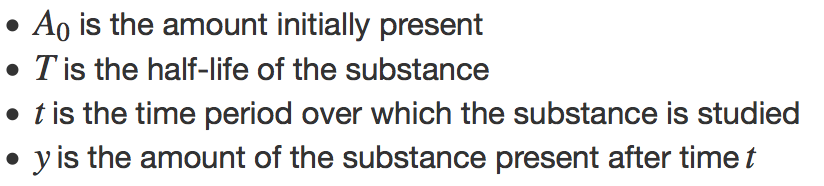 • A₀ is the amount initially present
• T is the half-life of the substance
• t is the time period over which the substance is studied
• y is the amount of the substance present after time t